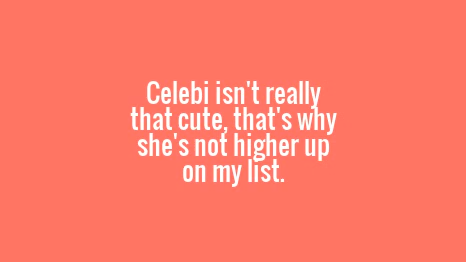 Celebi isn't really
that cute, that's why
she's not higher up
on my list.